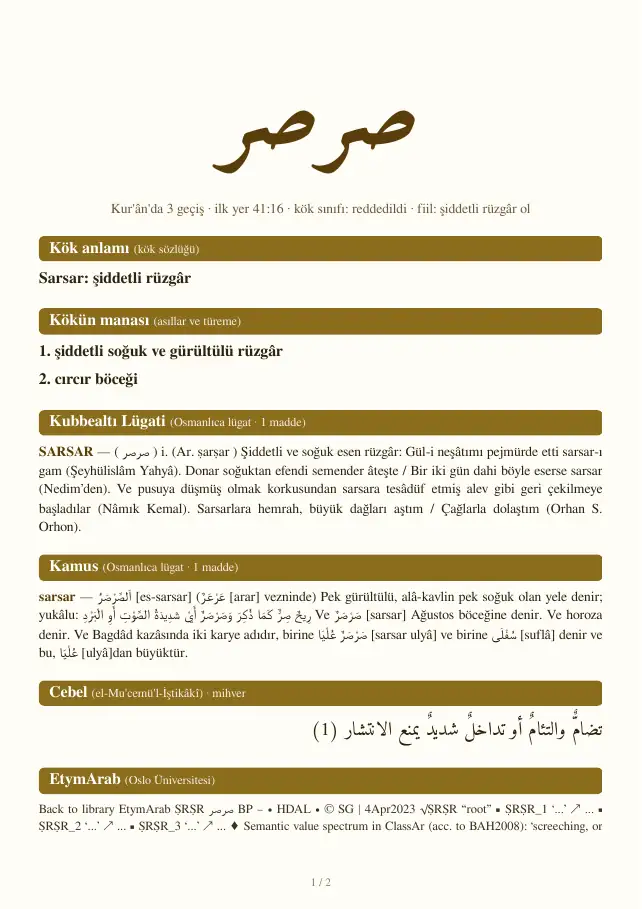 صرصر
Kur'ân'da 3 geçiş · ilk yer 41:16 · kök sınıfı: reddedildi · fiil: şiddetli rüzgâr ol
Kök anlamı (kök sözlüğü)
Sarsar: şiddetli rüzgâr
Kökün manası (asıllar ve türeme)
1. şiddetli soğuk ve gürültülü rüzgâr
2. cırcır böceği
Kubbealtı Lügati (Osmanlıca lügat · 1 madde)
SARSAR — ( صرصر ) i. (Ar. ṣarṣar ) Şiddetli ve soğuk esen rüzgâr: Gül-i neşâtımı pejmürde etti sarsar-ı
gam (Şeyhülislâm Yahyâ). Donar soğuktan efendi semender âteşte / Bir iki gün dahi böyle eserse sarsar
(Nedim'den). Ve pusuya düşmüş olmak korkusundan sarsara tesâdüf etmiş alev gibi geri çekilmeye
başladılar (Nâmık Kemal). Sarsarlara hemrah, büyük dağları aştım / Çağlarla dolaştım (Orhan S.
Orhon).
Kamus (Osmanlıca lügat · 1 madde)
sarsar — اَلصَّرْصَرُ [es-sarsar] (عَرْعَرٌ [arar] vezninde) Pek gürültülü, alâ-kavlin pek soğuk olan yele denir;
yukâlu: رِيحٌ صِرٌّ كَمَا ذُكِرَ وَصَرْصَرٌ أَيْ شَدِيدَةُ الصَّوْتِ أَوِ الْبَرْدِ Ve صَرْصَرٌ [sarsar] Ağustos böceğine denir. Ve horoza
denir. Ve Bagdâd kazâsında iki karye adıdır, birine صَرْصَرُ عُلْيَا [sarsar ulyâ] ve birine سُفْلَى [suflâ] denir ve
bu, عُلْيَا [ulyâ]dan büyüktür.
Cebel (el-Mu'cemü'l-İştikâkî) · mihver
تضامٌّ والتئامٌ أو تداخلٌ شديدٌ يمنع الانتشار (1)
EtymArab (Oslo Üniversitesi)
Back to library EtymArab ṢRṢR صرصر BP – • HDAL • © SG | 4Apr2023 √ṢRṢR “root” ▪ ṢRṢR_1 ‘...’ ↗ ... ▪
ṢRṢR_2 ‘...’ ↗ ... ▪ ṢRṢR_3 ‘...’ ↗ ... ♦ Semantic value spectrum in ClassAr (acc. to BAH2008): ‘screeching, or
1 / 2